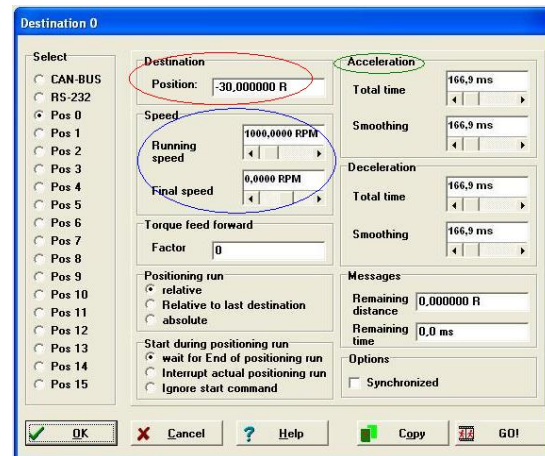 Destination 0
Select
CAN-BUS
RS-232
Pos 0
Pos 1
Pos 2
Pos 3
Pos 4
Pos 5
Pos 6
Pos 7
Pos 8
Pos 9
Pos 10
Pos 11
Pos 12
Pos 13
Pos 14
Pos 15
Destination
Position: -30,000000 R
Speed
Running speed 1000,0000 RPM
Final speed 0,0000 RPM
Torque feed forward
Factor 0
Positioning run
relative
Relative to last destination
absolute
Start during positioning run
wait for End of positioning run
Interrupt actual positioning run
Ignore start command
Acceleration
Total time 166,9 ms
Smoothing 166,9 ms
Deceleration
Total time 166,9 ms
Smoothing 166,9 ms
Messages
Remaining distance 0,000000 R
Remaining time 0,0 ms
Options
Synchronized
OK Cancel Help Copy GO!